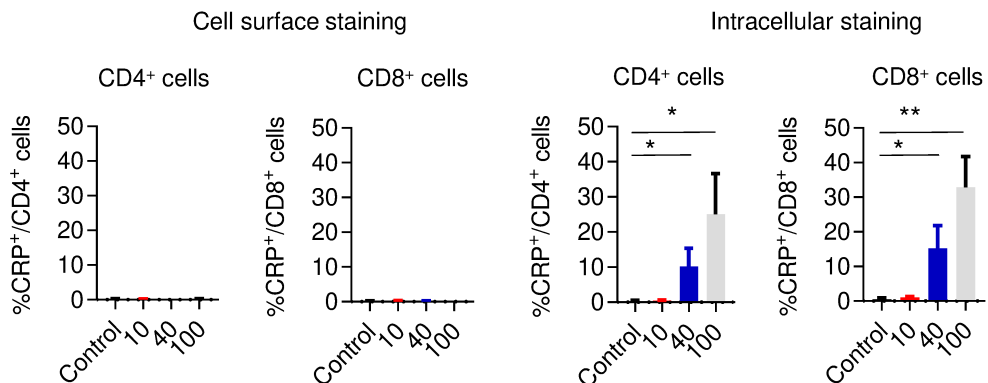 Cell surface staining
Intracellular staining
CD4⁺ cells
CD8⁺ cells
CD4⁺ cells
CD8⁺ cells
%CRP⁺/CD4⁺ cells
50
40
30
20
10
0
Control
10
40
100
%CRP⁺/CD8⁺ cells
50
40
30
20
10
0
Control
10
40
100
%CRP⁺/CD4⁺ cells
50
40
30
20
10
0
*
*
Control
10
40
100
%CRP⁺/CD8⁺ cells
50
40
30
20
10
0
**
*
Control
10
40
100